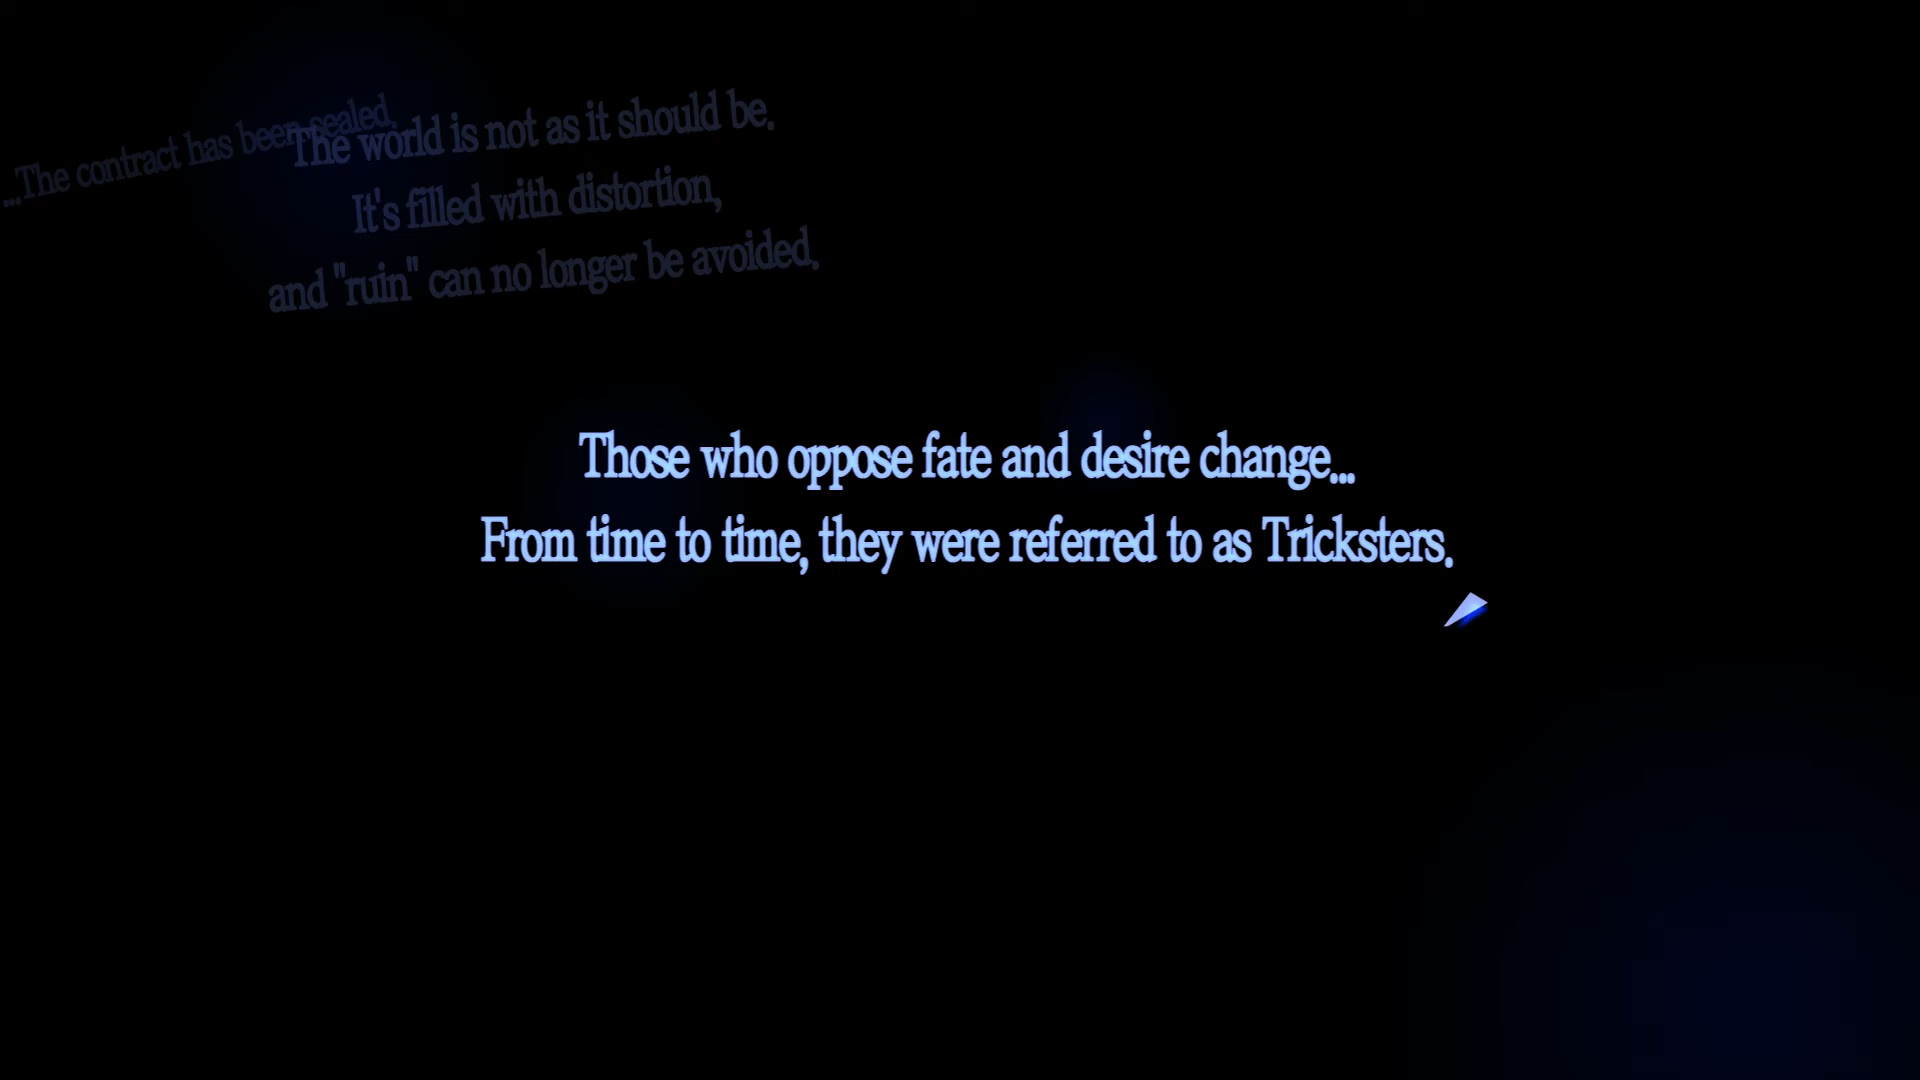 ...The contract has been sealed.
The world is not as it should be.
It's filled with distortion,
and "ruin" can no longer be avoided.
Those who oppose fate and desire change...
From time to time, they were referred to as Tricksters.